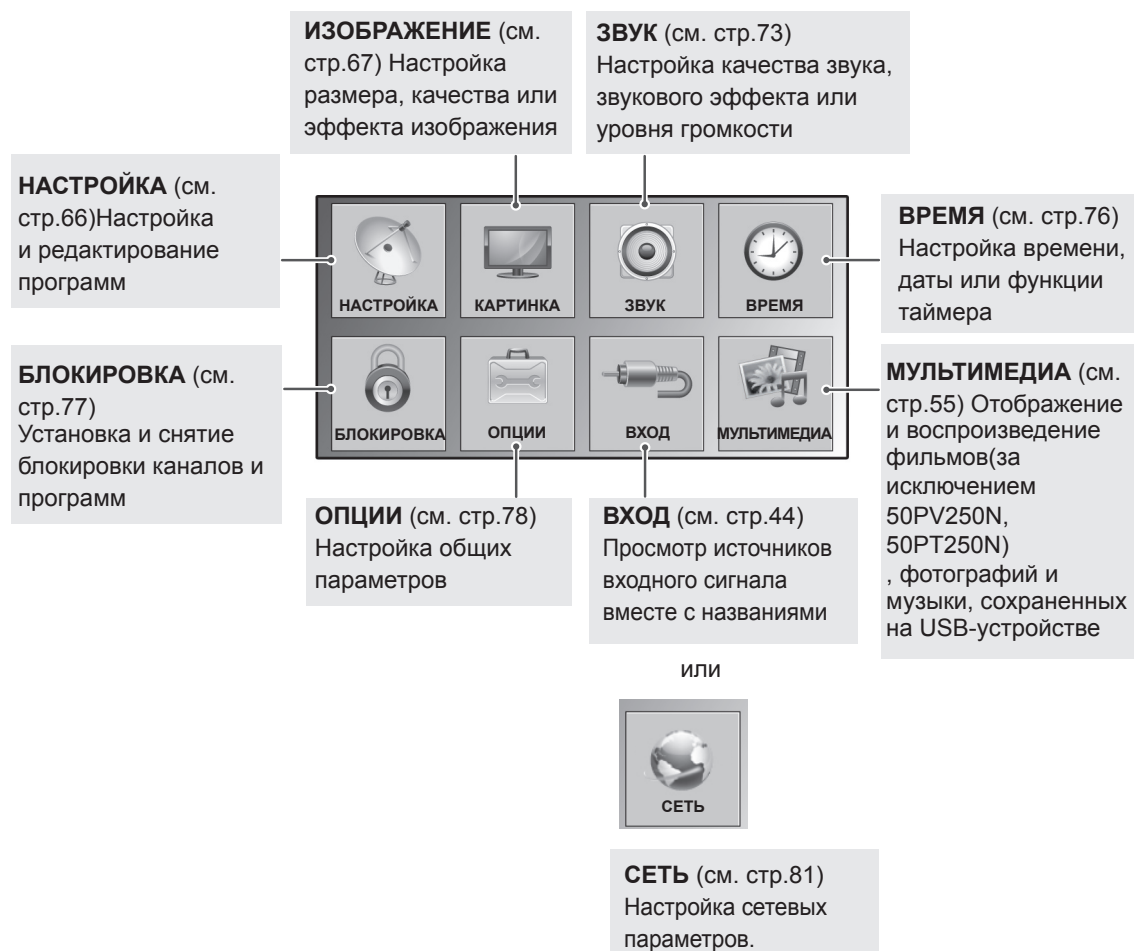 ИЗОБРАЖЕНИЕ (см.
стр.67) Настройка
размера, качества или
эффекта изображения
ЗВУК (см. стр.73)
Настройка качества звука,
звукового эффекта или
уровня громкости
НАСТРОЙКА (см.
стр.66)Настройка
и редактирование
программ
НАСТРОЙКА
КАРТИНКА
ЗВУК
ВРЕМЯ
ВРЕМЯ (см. стр.76)
Настройка времени,
даты или функции
таймера
БЛОКИРОВКА (см.
стр.77)
Установка и снятие
блокировки каналов и
программ
БЛОКИРОВКА
ОПЦИИ
ВХОД
МУЛЬТИМЕДИА
МУЛЬТИМЕДИА (см.
стр.55) Отображение
и воспроизведение
фильмов(за
исключением
50PV250N,
50PT250N)
, фотографий и
музыки, сохраненных
на USB-устройстве
ОПЦИИ (см. стр.78)
Настройка общих
параметров
ВХОД (см. стр.44)
Просмотр источников
входного сигнала
вместе с названиями
или
СЕТЬ
СЕТЬ (см. стр.81)
Настройка сетевых
параметров.